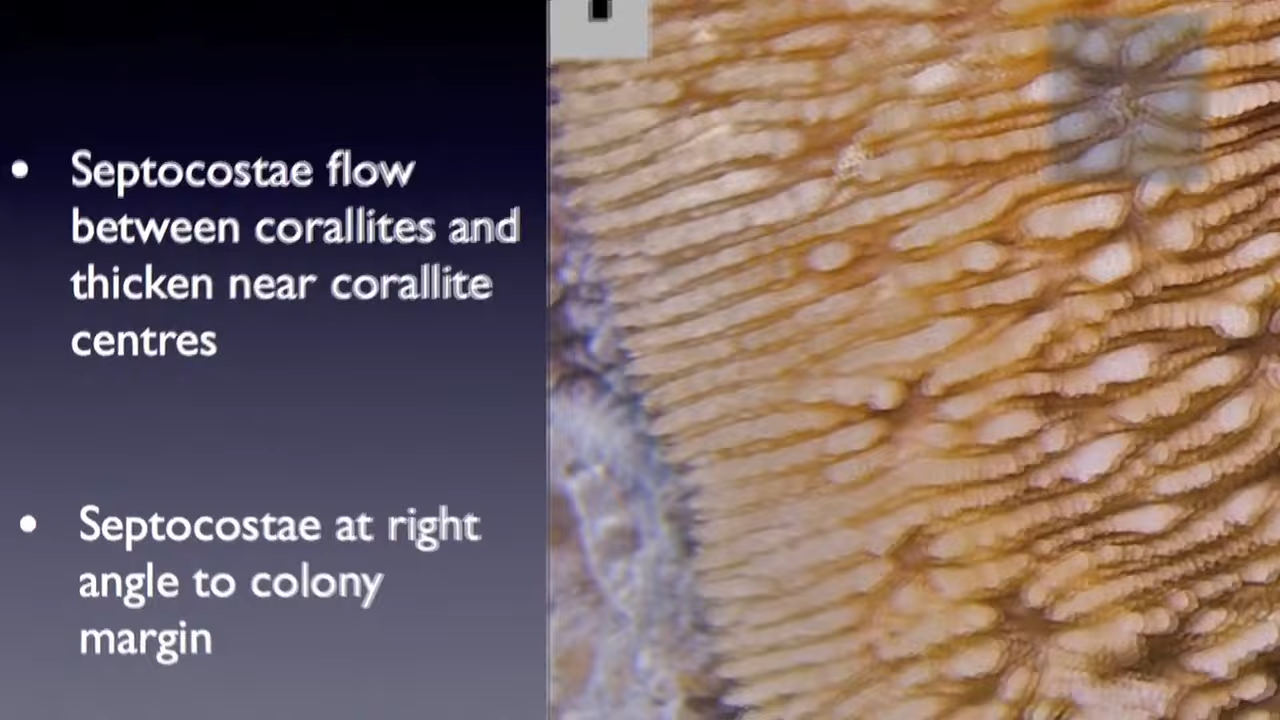 • Septocostae flow
between corallites and
thicken near corallite
centres
• Septocostae at right
angle to colony
margin